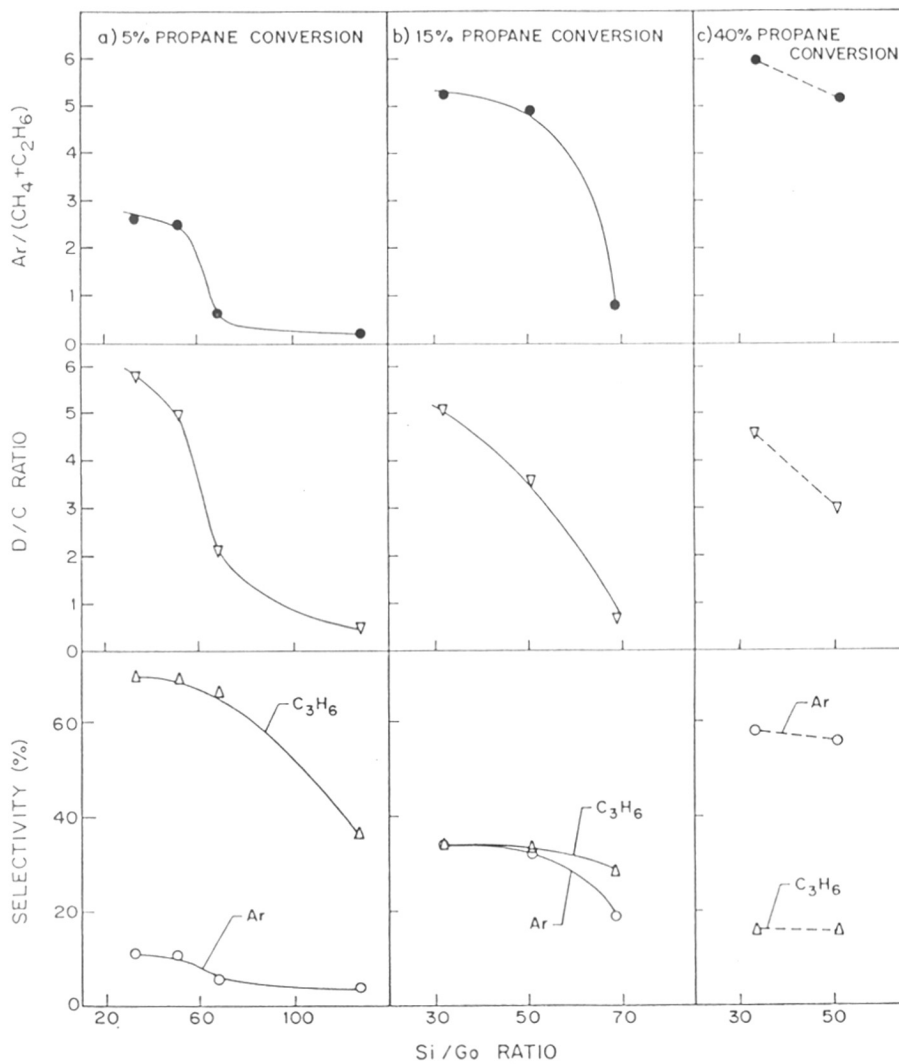 a) 5% PROPANE CONVERSION
b) 15% PROPANE CONVERSION
c) 40% PROPANE
CONVERSION
Ar/(CH₄+C₂H₆)
6
5
4
3
2
1
0
D/C RATIO
6
5
4
3
2
1
0
SELECTIVITY (%)
60
40
20
0
C₃H₆
Ar
C₃H₆
Ar
Ar
C₃H₆
20 60 100
30 50 70
30 50
Si/Go RATIO